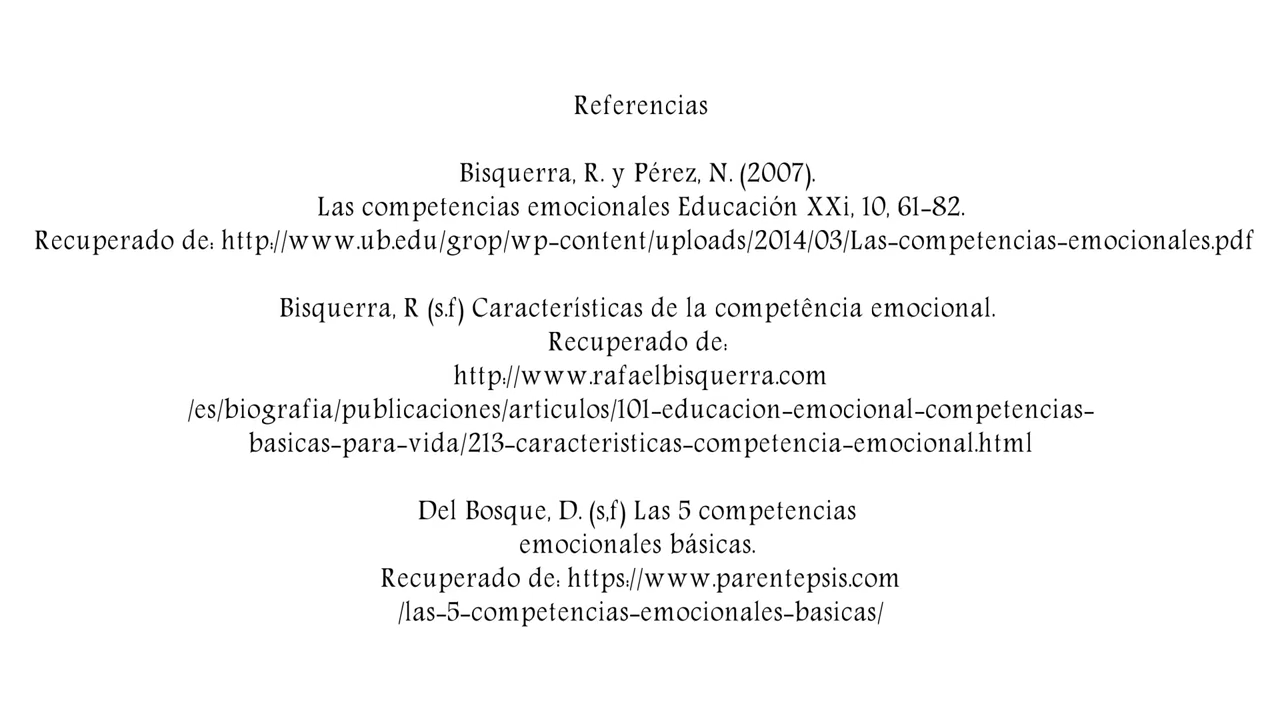 Referencias
Bisquerra, R. y Pérez, N. (2007).
Las competencias emocionales Educación XXi, 10, 61-82.
Recuperado de: http://www.ub.edu/grop/wp-content/uploads/2014/03/Las-competencias-emocionales.pdf
Bisquerra, R (s.f) Características de la competência emocional.
Recuperado de:
http://www.rafaelbisquerra.com
/es/biografia/publicaciones/articulos/101-educacion-emocional-competencias-
basicas-para-vida/213-caracteristicas-competencia-emocional.html
Del Bosque, D. (s,f) Las 5 competencias
emocionales básicas.
Recuperado de: https://www.parentepsis.com
/las-5-competencias-emocionales-basicas/